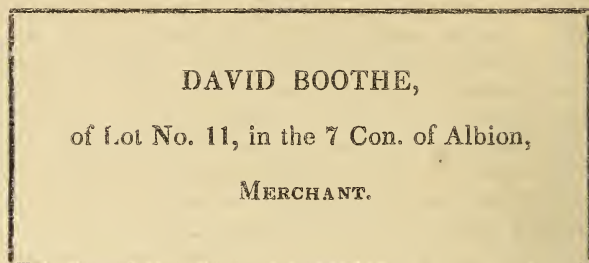 DAVID BOOTHE,
of Lot No. 11, in the 7 Con. of Albion,
MERCHANT.